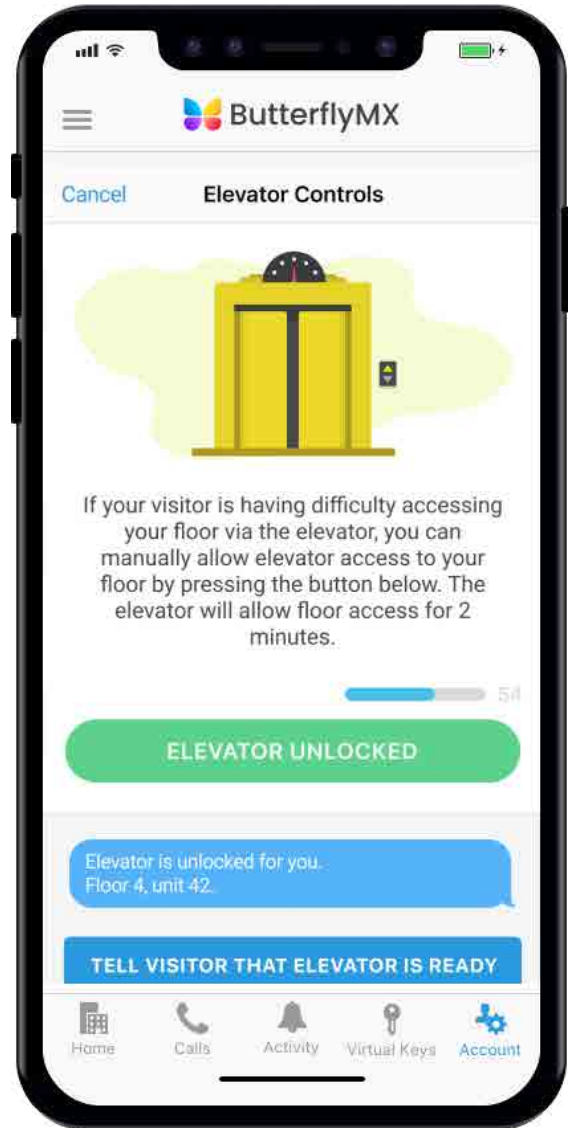 ButterflyMX
Cancel
Elevator Controls
If your visitor is having difficulty accessing
your floor via the elevator, you can
manually allow elevator access to your
floor by pressing the button below. The
elevator will allow floor access for 2
minutes.
54
ELEVATOR UNLOCKED
Elevator is unlocked for you.
Floor 4, unit 42.
TELL VISITOR THAT ELEVATOR IS READY
Home
Calls
Activity
Virtual Keys
Account